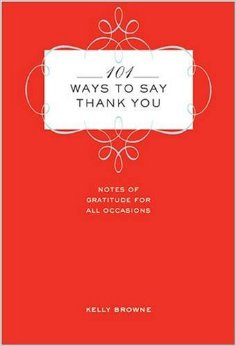 101
WAYS TO SAY
THANK YOU
NOTES OF
GRATITUDE FOR
ALL OCCASIONS
KELLY BROWNE